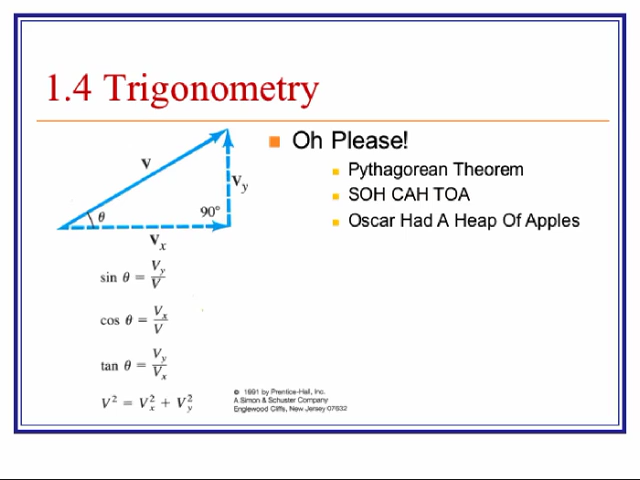 1.4 Trigonometry
Oh Please!
Pythagorean Theorem
SOH CAH TOA
Oscar Had A Heap Of Apples
V
V_y
θ
90°
V_x
sin θ = V_y / V
cos θ = V_x / V
tan θ = V_y / V_x
V² = V_x² + V_y²
© 1991 by Prentice-Hall, Inc.
A Simon & Schuster Company
Englewood Cliffs, New Jersey 07632